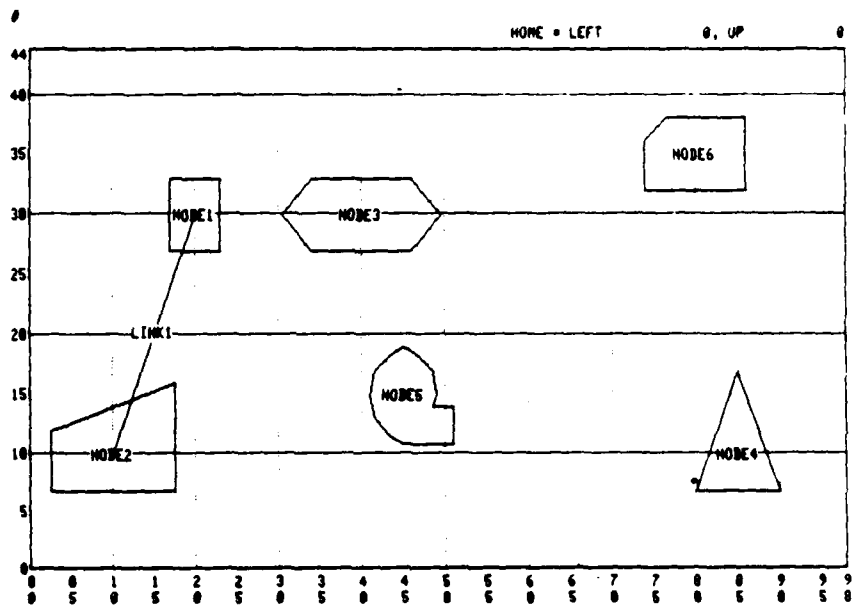 0
HOME = LEFT 0, UP 0
44
40
35
NODE6
30
NODE1 NODE3
25
20
LINK1
15
NODE5
10
NODE2 NODE4
5
0
0 0 1 1 2 2 3 3 4 4 5 5 6 6 7 7 8 8 9 9 9
0 5 0 5 0 5 0 5 0 5 0 5 0 5 0 5 0 5 0 5 8